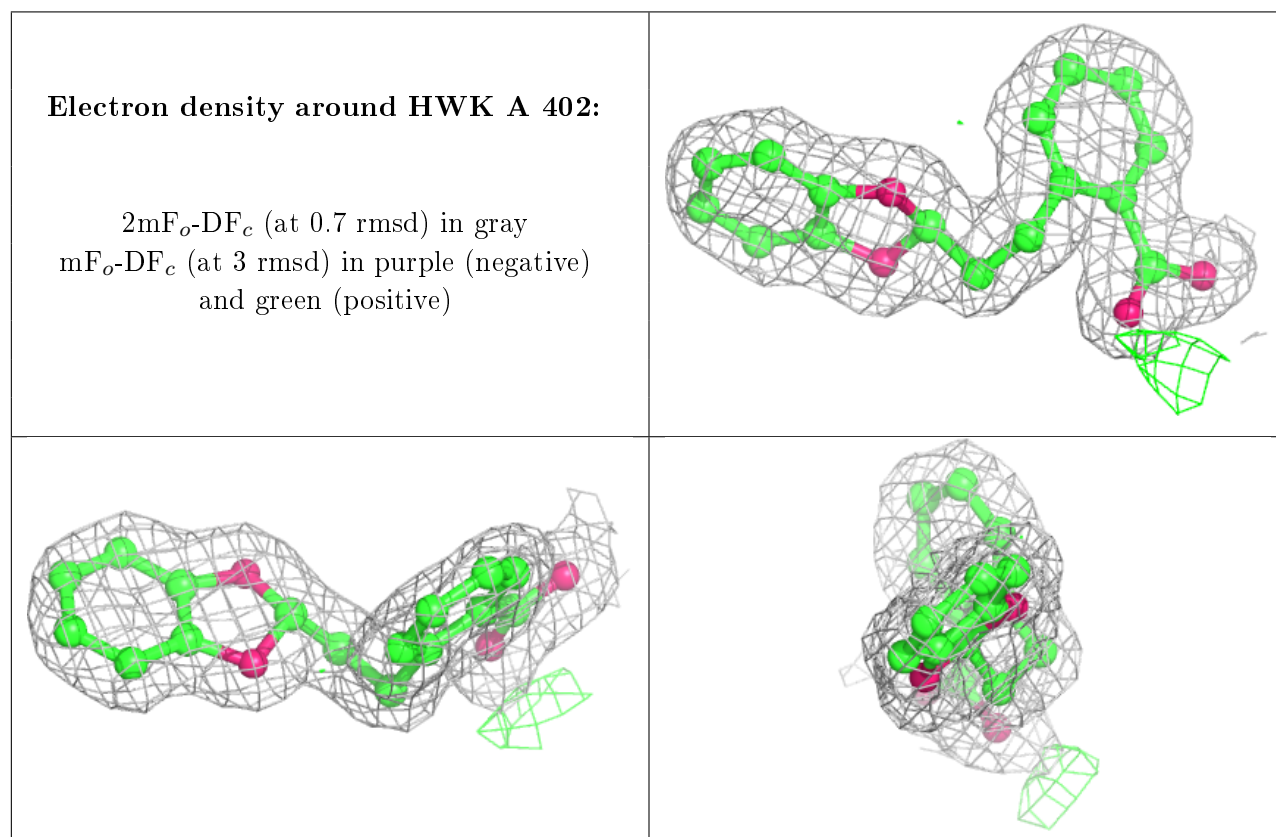 Electron density around HWK A 402:
2mFo-DFc (at 0.7 rmsd) in gray
mFo-DFc (at 3 rmsd) in purple (negative)
and green (positive)